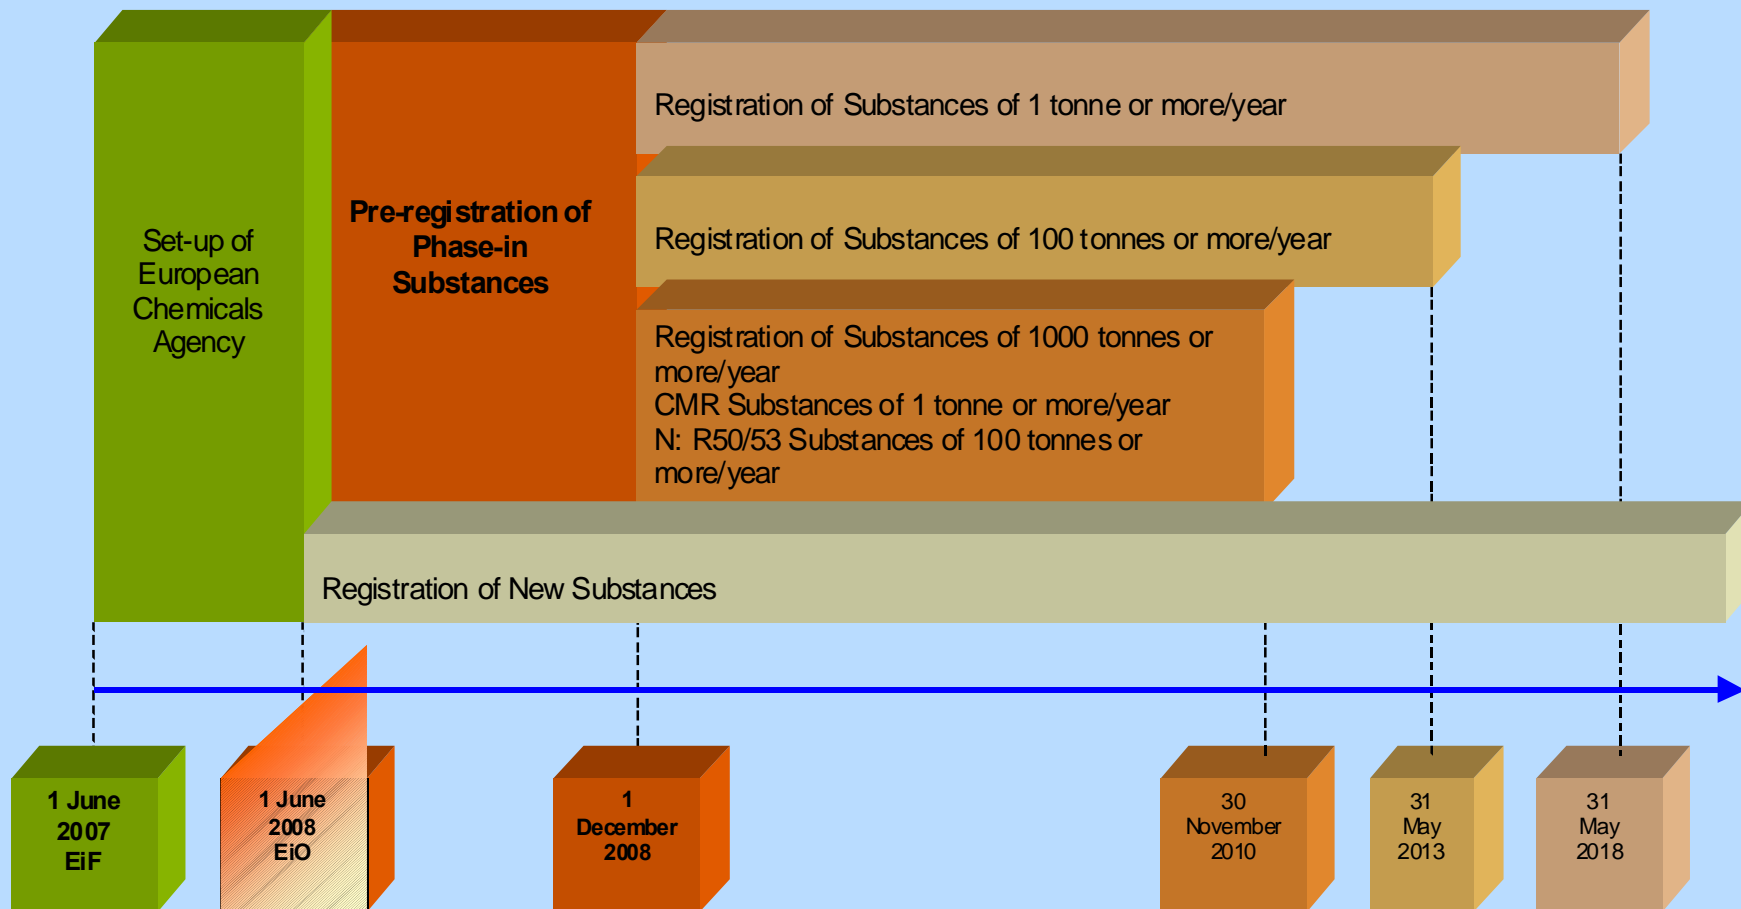 Registration of Substances of 1 tonne or more/year
Pre-registration of
Phase-in
Substances
Set-up of
European
Chemicals
Agency
Registration of Substances of 100 tonnes or more/year
Registration of Substances of 1000 tonnes or
more/year
CMR Substances of 1 tonne or more/year
N: R50/53 Substances of 100 tonnes or
more/year
Registration of New Substances
1 June
2007
EiF
1 June
2008
EiO
1
December
2008
30
November
2010
31
May
2013
31
May
2018